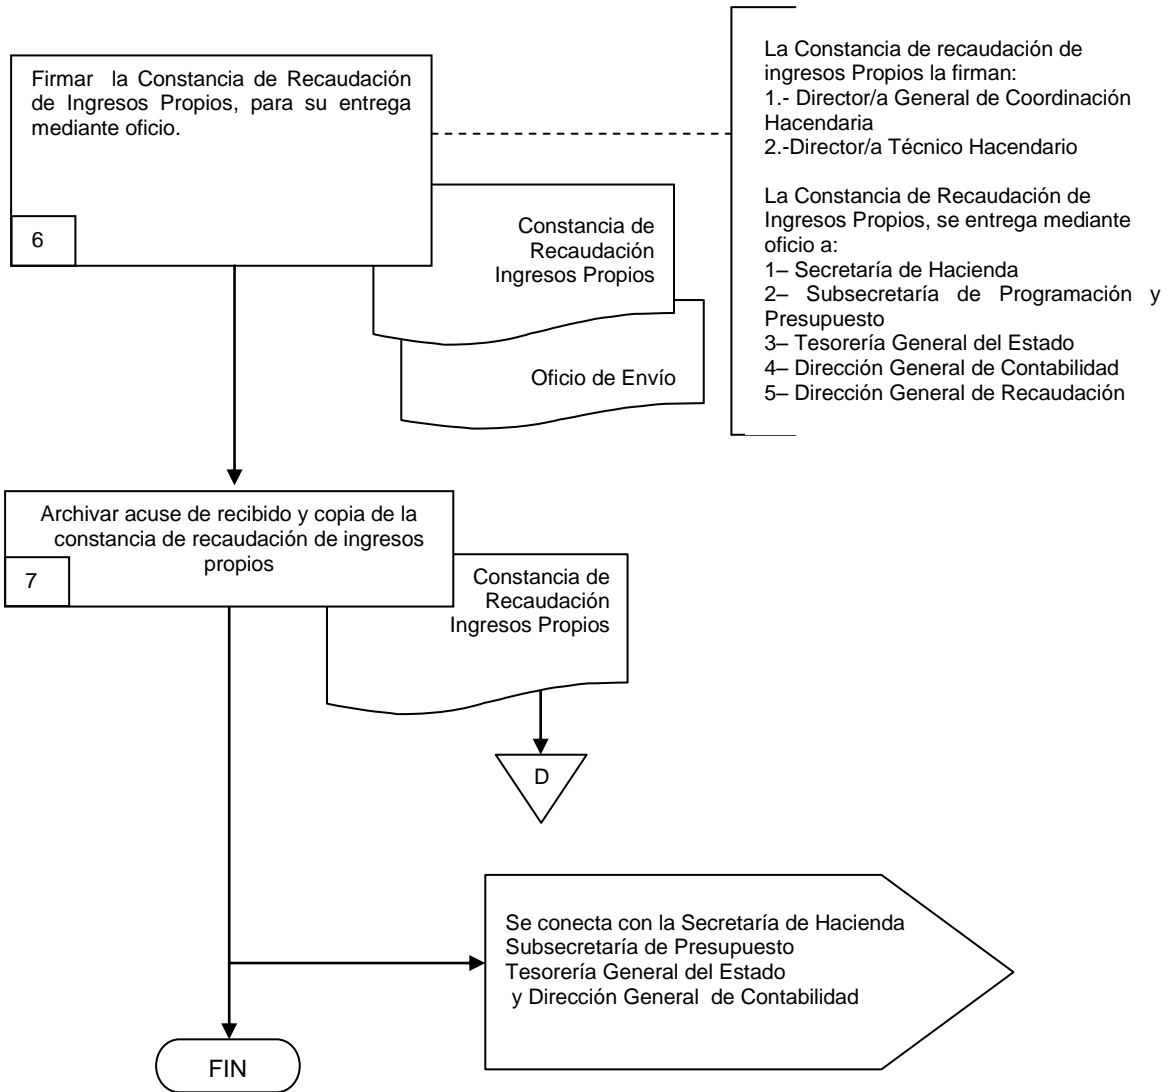 Firmar la Constancia de Recaudación
de Ingresos Propios, para su entrega
mediante oficio.
6
Constancia de
Recaudación
Ingresos Propios
Oficio de Envío
La Constancia de recaudación de
ingresos Propios la firman:
1.- Director/a General de Coordinación
Hacendaria
2.-Director/a Técnico Hacendario
La Constancia de Recaudación de
Ingresos Propios, se entrega mediante
oficio a:
1– Secretaría de Hacienda
2– Subsecretaría de Programación y
Presupuesto
3– Tesorería General del Estado
4– Dirección General de Contabilidad
5– Dirección General de Recaudación
Archivar acuse de recibido y copia de la
constancia de recaudación de ingresos
propios
7
Constancia de
Recaudación
Ingresos Propios
D
Se conecta con la Secretaría de Hacienda
Subsecretaría de Presupuesto
Tesorería General del Estado
y Dirección General de Contabilidad
FIN